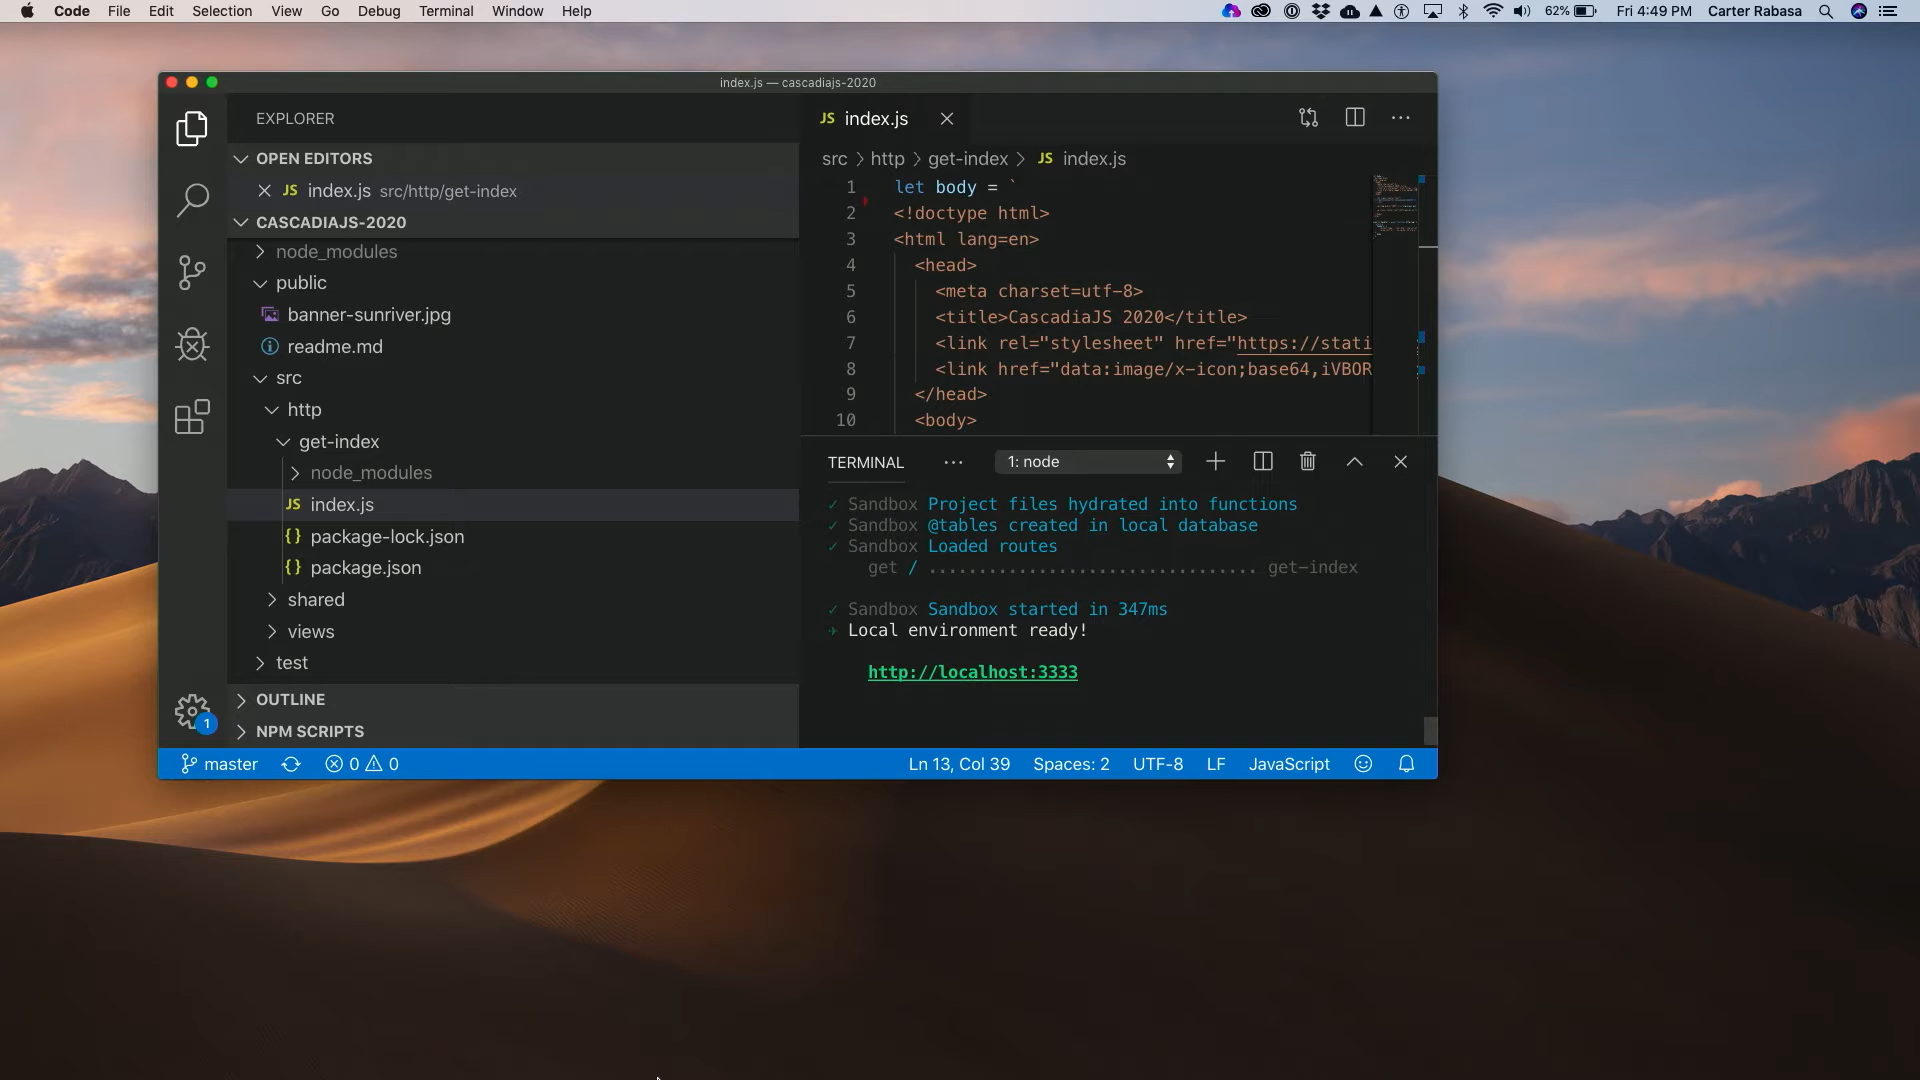 Code File Edit Selection View Go Debug Terminal Window Help 62% Fri 4:49 PM Carter Rabasa
index.js — cascadiajs-2020
EXPLORER
OPEN EDITORS
JS index.js src/http/get-index
CASCADIAJS-2020
node_modules
public
banner-sunriver.jpg
readme.md
src
http
get-index
node_modules
JS index.js
{} package-lock.json
{} package.json
shared
views
test
OUTLINE
NPM SCRIPTS
1
JS index.js
src > http > get-index > JS index.js
1 let body = `
2 <!doctype html>
3 <html lang=en>
4 <head>
5 <meta charset=utf-8>
6 <title>CascadiaJS 2020</title>
7 <link rel="stylesheet" href="https://stati
8 <link href="data:image/x-icon;base64,iVBOR
9 </head>
10 <body>
TERMINAL ... 1: node
✓ Sandbox Project files hydrated into functions
✓ Sandbox @tables created in local database
✓ Sandbox Loaded routes
get / ................................. get-index
✓ Sandbox Sandbox started in 347ms
Local environment ready!
http://localhost:3333
master 0 0 Ln 13, Col 39 Spaces: 2 UTF-8 LF JavaScript